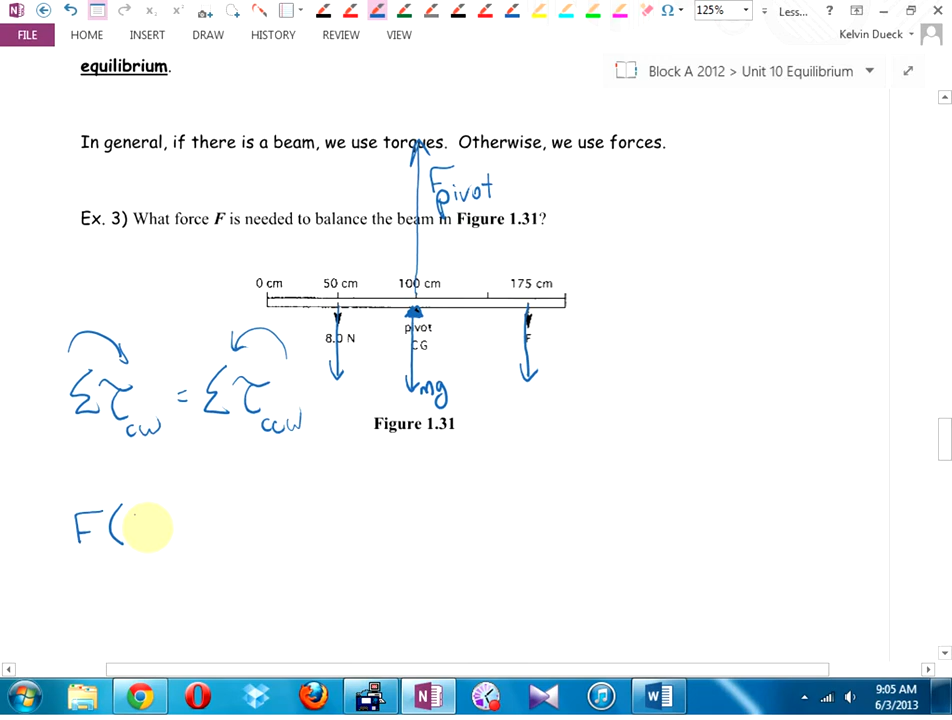 125%
Less...
?
FILE
HOME
INSERT
DRAW
HISTORY
REVIEW
VIEW
Kelvin Dueck
equilibrium.
Block A 2012 > Unit 10 Equilibrium
In general, if there is a beam, we use torques. Otherwise, we use forces.
Fpivot
Ex. 3) What force F is needed to balance the beam in Figure 1.31?
0 cm 50 cm 100 cm 175 cm
8.0 N pivot F
CG
mg
Στcw = Στccw
Figure 1.31
F(
9:05 AM
6/3/2013